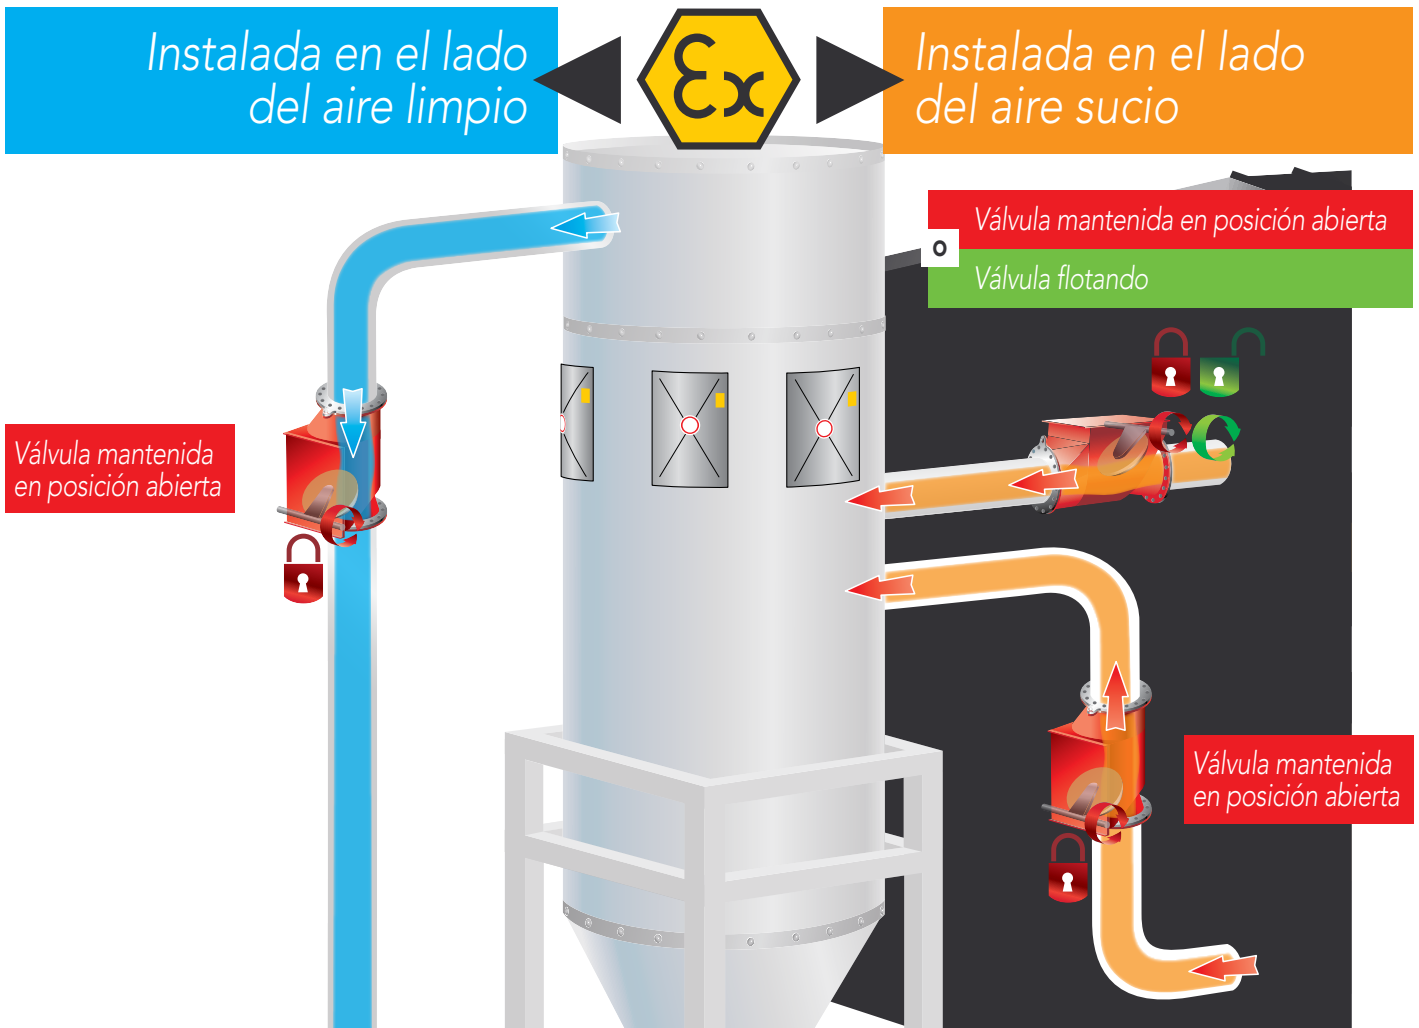 Instalada en el lado
del aire limpio
Ex
Instalada en el lado
del aire sucio
Válvula mantenida en posición abierta
o
Válvula flotando
Válvula mantenida
en posición abierta
Válvula mantenida
en posición abierta